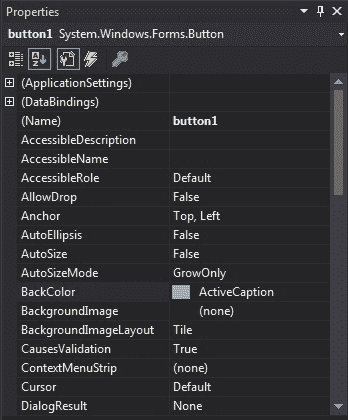 Properties
button1 System.Windows.Forms.Button
(ApplicationSettings)
(DataBindings)
(Name) button1
AccessibleDescription
AccessibleName
AccessibleRole Default
AllowDrop False
Anchor Top, Left
AutoEllipsis False
AutoSize False
AutoSizeMode GrowOnly
BackColor ActiveCaption
BackgroundImage (none)
BackgroundImageLayout Tile
CausesValidation True
ContextMenuStrip (none)
Cursor Default
DialogResult None